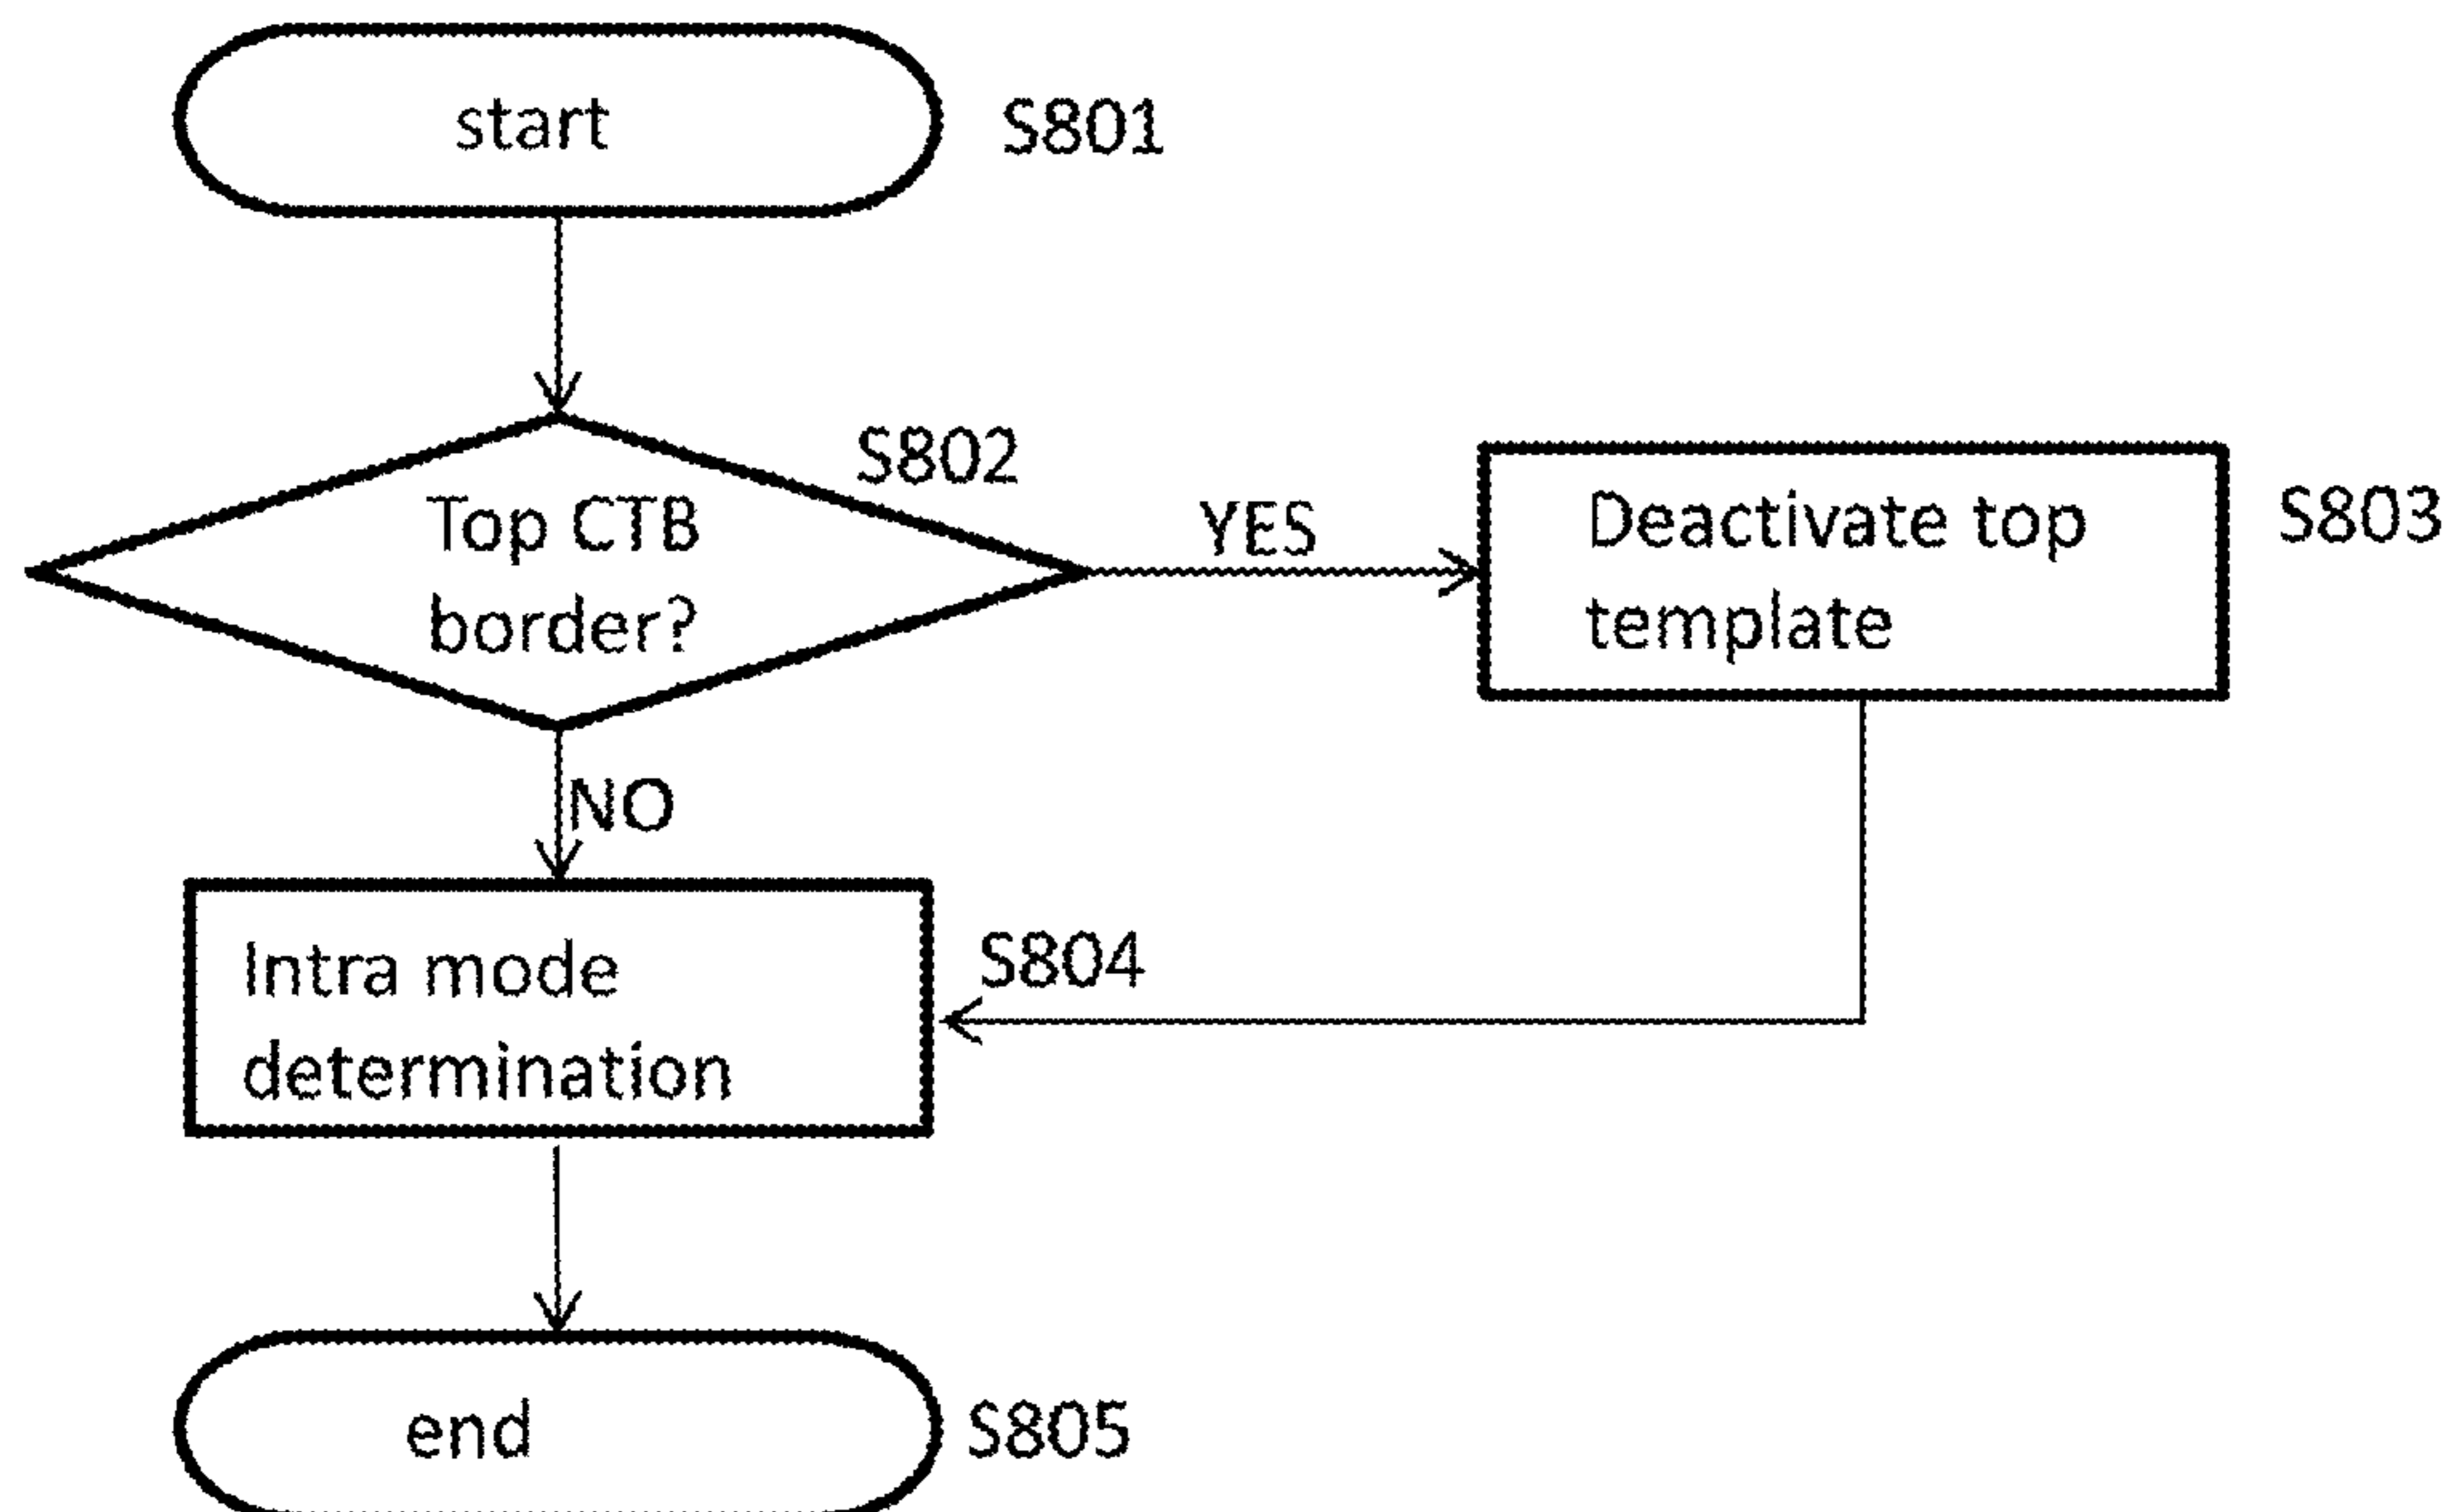 start
S801
S802
Top CTB
border?
YES
Deactivate top
template
S803
NO
Intra mode
determination
S804
end
S805